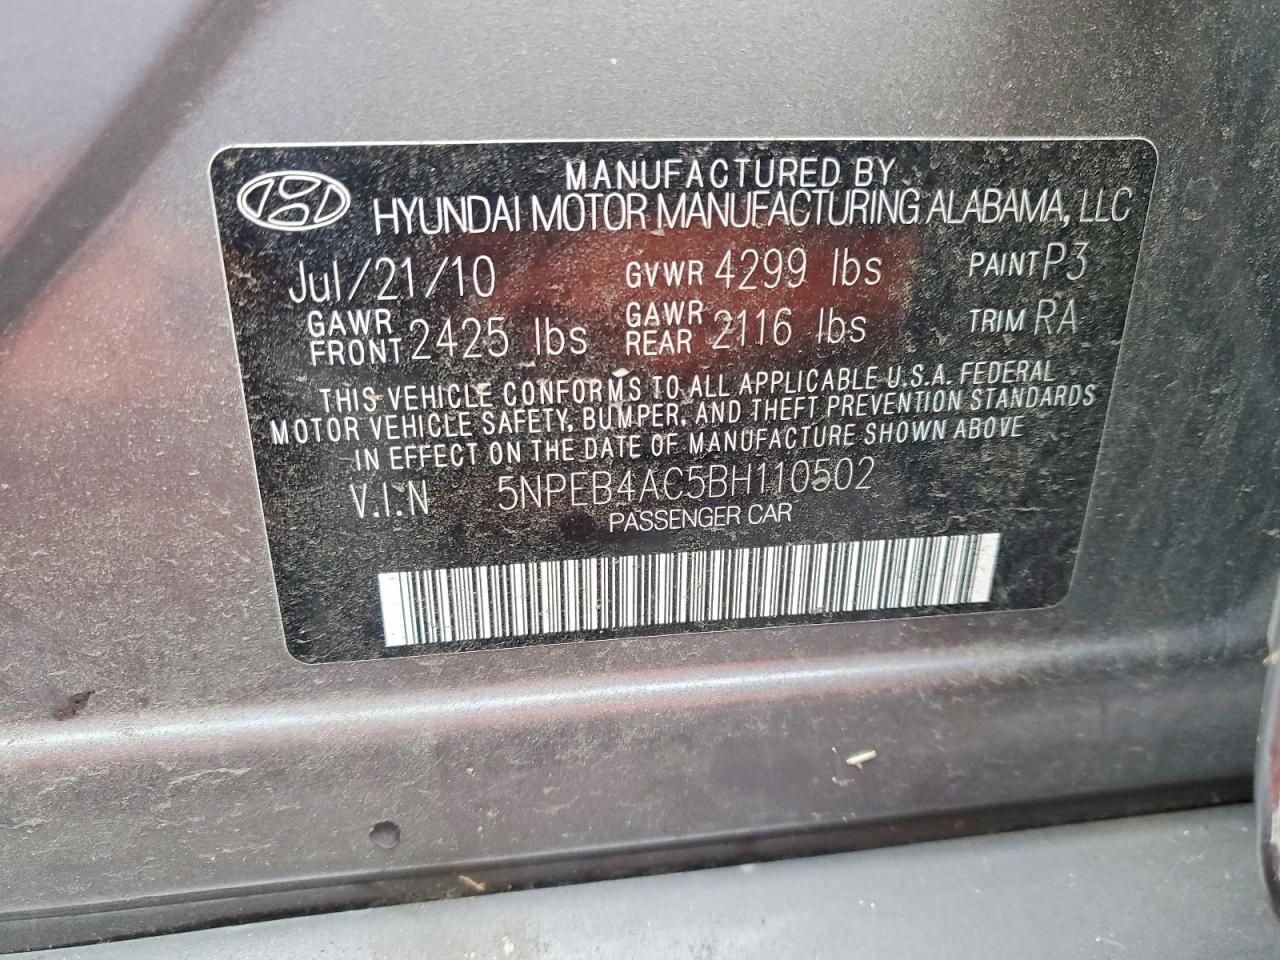 MANUFACTURED BY
HYUNDAI MOTOR MANUFACTURING ALABAMA, LLC
Jul/21/10 GVWR 4299 lbs PAINT P3
GAWR FRONT 2425 lbs GAWR REAR 2116 lbs TRIM RA
THIS VEHICLE CONFORMS TO ALL APPLICABLE U.S.A. FEDERAL
MOTOR VEHICLE SAFETY, BUMPER, AND THEFT PREVENTION STANDARDS
IN EFFECT ON THE DATE OF MANUFACTURE SHOWN ABOVE
V.I.N 5NPEB4AC5BH110502
PASSENGER CAR